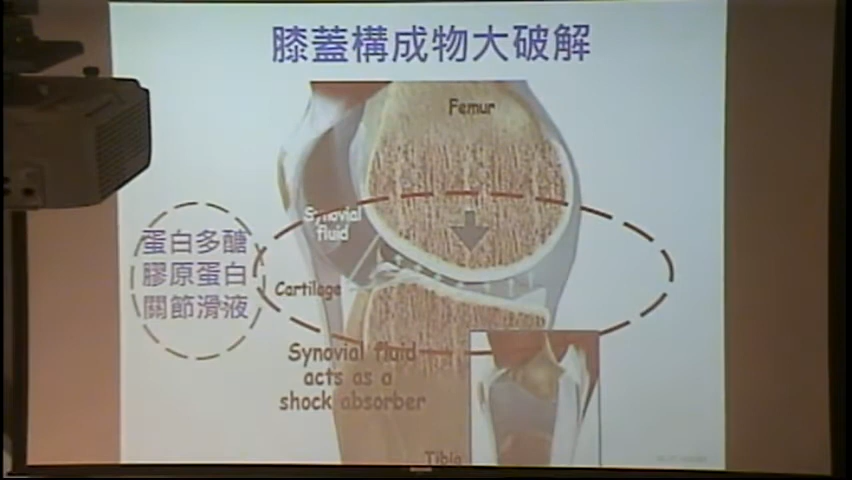 膝蓋構成物大破解
Femur
Synovial
fluid
蛋白多醣
膠原蛋白
關節滑液
Cartilage
Synovial fluid
acts as a
shock absorber
Tibia